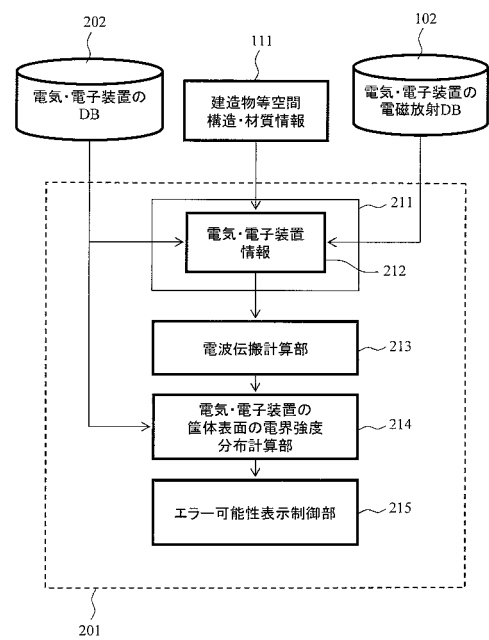 202
111
102
電気・電子装置の
DB
建造物等空間
構造・材質情報
電気・電子装置の
電磁放射DB
211
電気・電子装置
情報
212
電波伝搬計算部
213
電気・電子装置の
筐体表面の電界強度
分布計算部
214
エラー可能性表示制御部
215
201